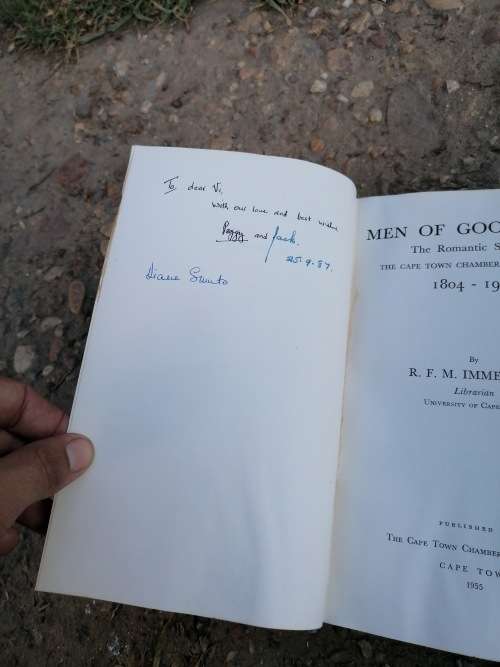 To dear Vi,
with our love and best wishes
Peggy and Jack.
25.9.57.
Diane
MEN OF GOO
The Romantic S
THE CAPE TOWN CHAMBER
1804 - 19
By
R. F. M. IMME
Librarian
UNIVERSITY OF CAPE
PUBLISHED
THE CAPE TOWN CHAMBER
CAPE TOW
1955